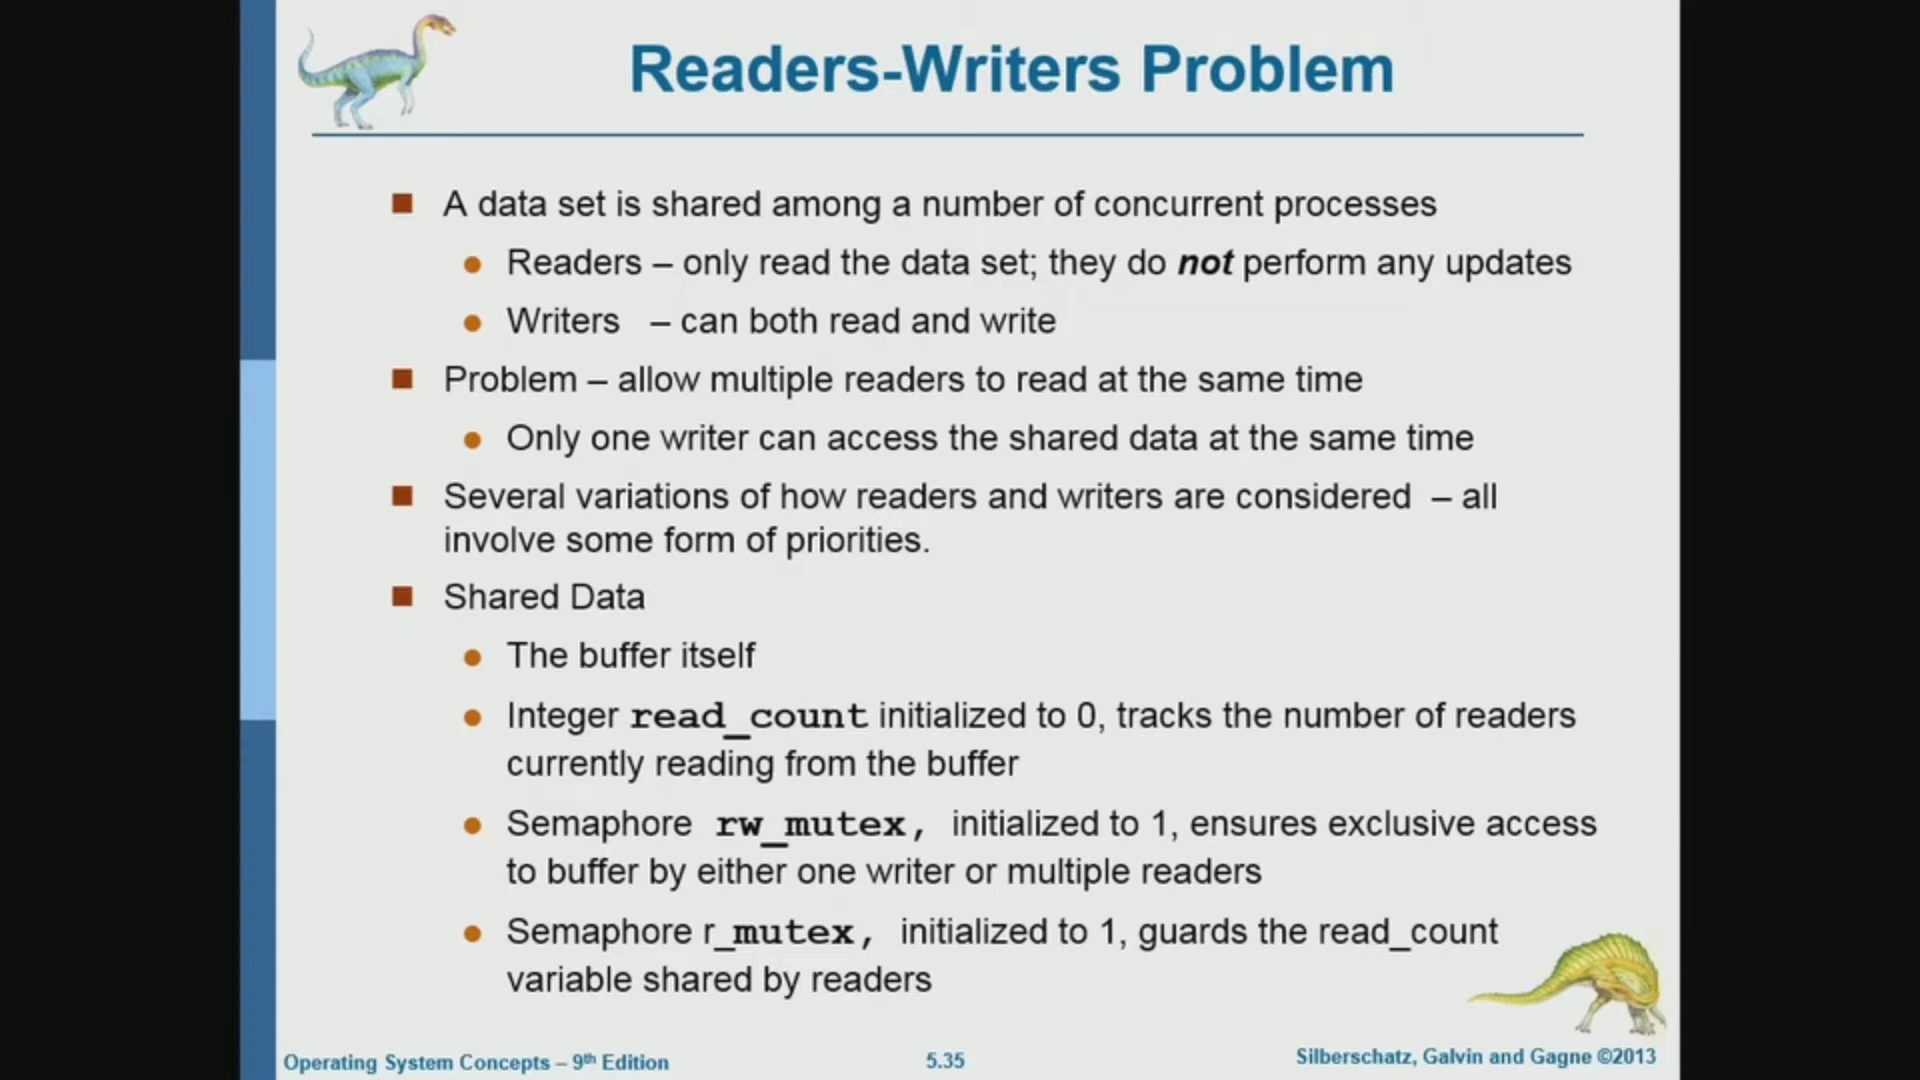 Readers-Writers Problem
A data set is shared among a number of concurrent processes
Readers – only read the data set; they do not perform any updates
Writers – can both read and write
Problem – allow multiple readers to read at the same time
Only one writer can access the shared data at the same time
Several variations of how readers and writers are considered – all
involve some form of priorities.
Shared Data
The buffer itself
Integer read_count initialized to 0, tracks the number of readers
currently reading from the buffer
Semaphore rw_mutex, initialized to 1, ensures exclusive access
to buffer by either one writer or multiple readers
Semaphore r_mutex, initialized to 1, guards the read_count
variable shared by readers
Operating System Concepts – 9th Edition
5.35
Silberschatz, Galvin and Gagne ©2013